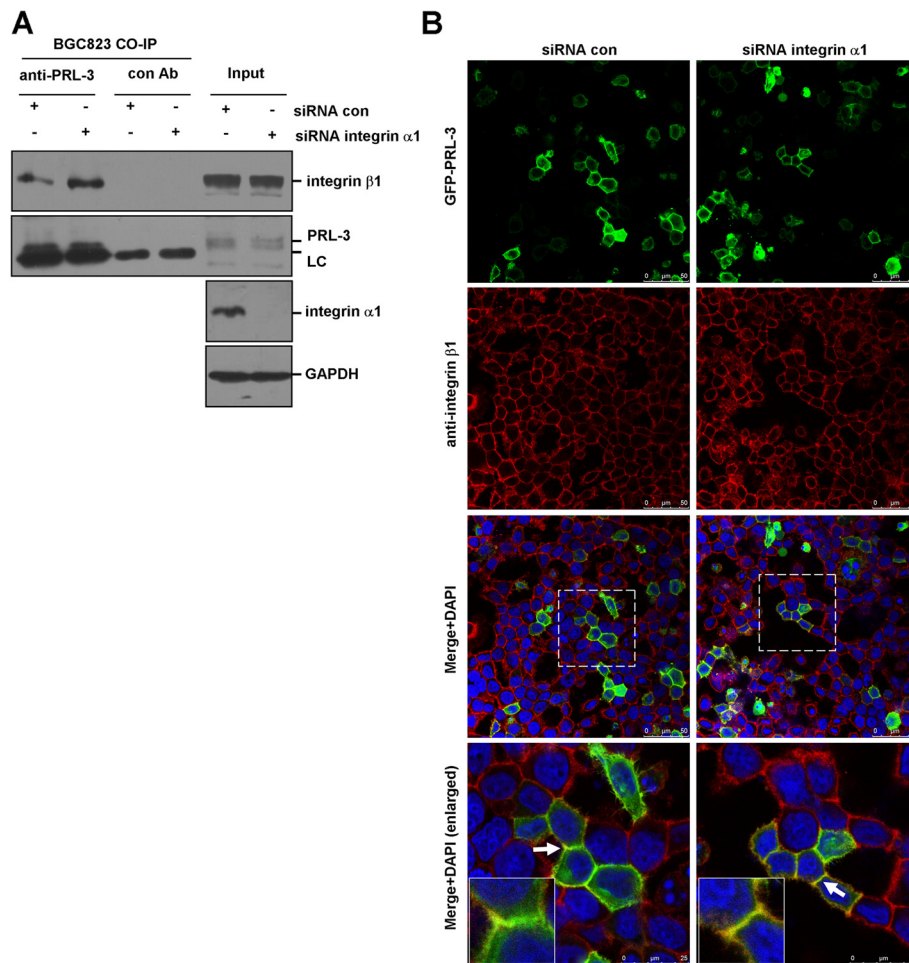 A
BGC823 CO-IP
anti-PRL-3 con Ab Input
+ - + - + - siRNA con
- + - + - + siRNA integrin α1
integrin β1
PRL-3
LC
integrin α1
GAPDH
B
siRNA con siRNA integrin α1
GFP-PRL-3
0 µm 50
0 µm 50
anti-integrin β1
0 µm 50
0 µm 50
Merge+DAPI
0 µm 50
0 µm 50
Merge+DAPI (enlarged)
0 µm 25
0 µm